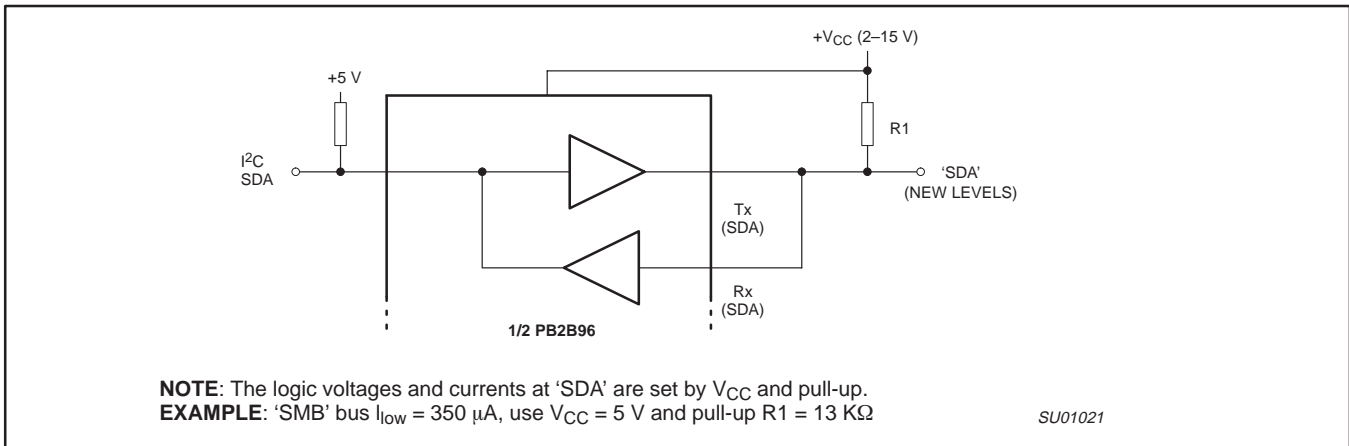 +VCC (2–15 V)
+5 V
R1
I2C
SDA
'SDA'
(NEW LEVELS)
Tx
(SDA)
Rx
(SDA)
1/2 PB2B96
NOTE: The logic voltages and currents at 'SDA' are set by VCC and pull-up.
EXAMPLE: 'SMB' bus Ilow = 350 μA, use VCC = 5 V and pull-up R1 = 13 KΩ
SU01021